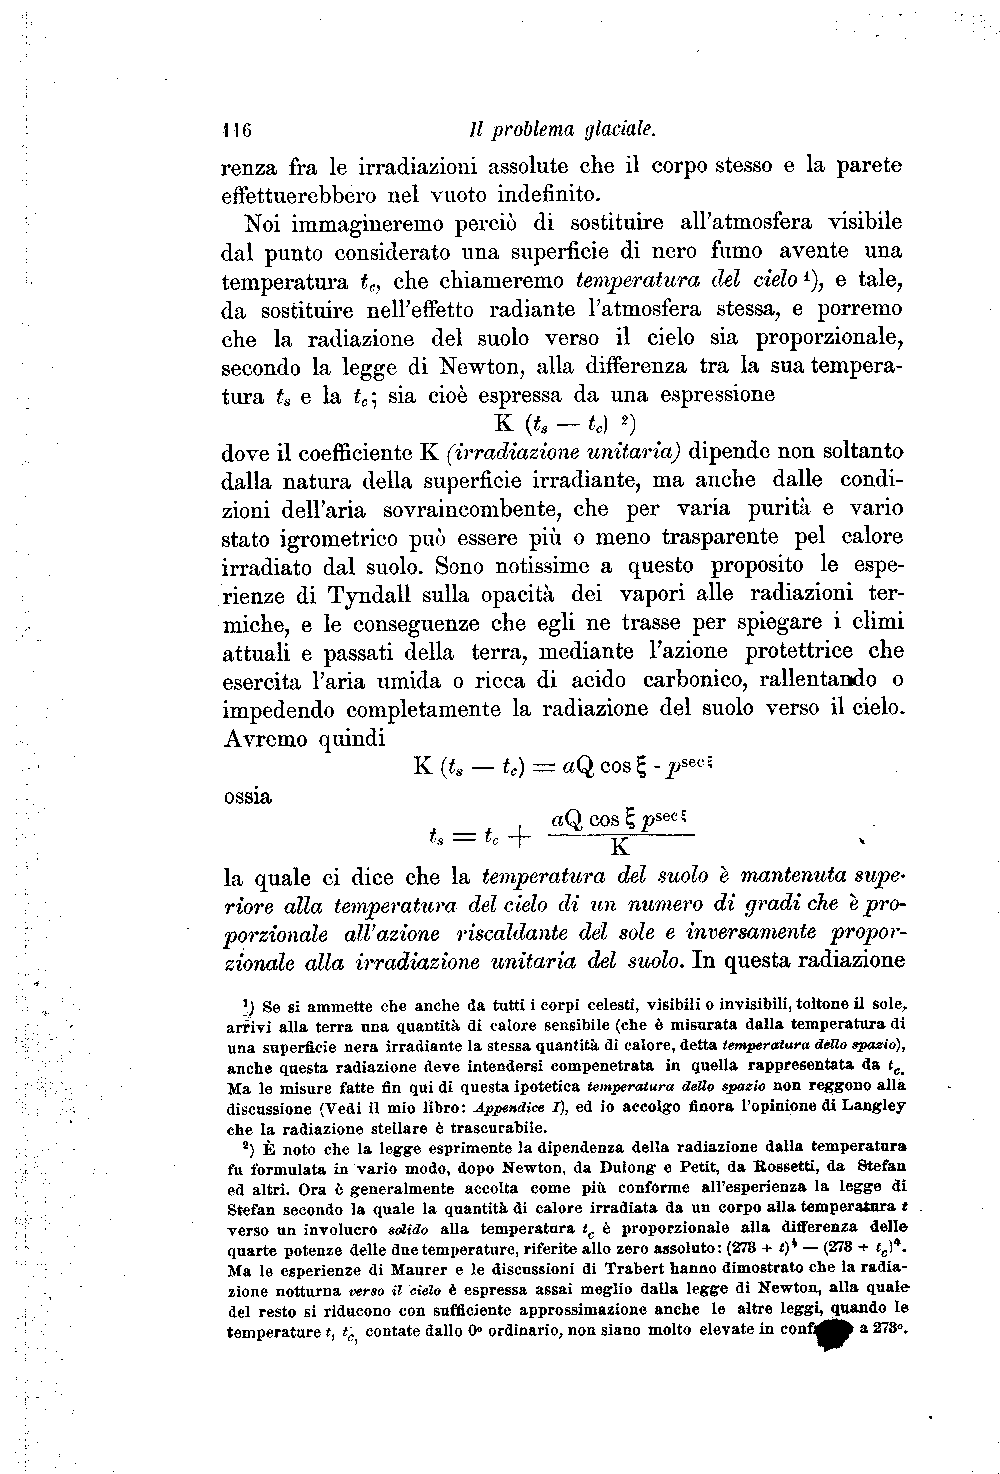 116 Il problema glaciale.
renza fra le irradiazioni assolute che il corpo stesso e la parete
effettuerebbero nel vuoto indefinito.
Noi immagineremo perciò di sostituire all'atmosfera visibile
dal punto considerato una superficie di nero fumo avente una
temperatura t_c, che chiameremo temperatura del cielo ¹), e tale,
da sostituire nell'effetto radiante l'atmosfera stessa, e porremo
che la radiazione del suolo verso il cielo sia proporzionale,
secondo la legge di Newton, alla differenza tra la sua tempera-
tura t_s e la t_c; sia cioè espressa da una espressione
K (t_s — t_c) ²)
dove il coefficiente K (irradiazione unitaria) dipende non soltanto
dalla natura della superficie irradiante, ma anche dalle condi-
zioni dell'aria sovraincombente, che per varia purità e vario
stato igrometrico può essere più o meno trasparente pel calore
irradiato dal suolo. Sono notissime a questo proposito le espe-
rienze di Tyndall sulla opacità dei vapori alle radiazioni ter-
miche, e le conseguenze che egli ne trasse per spiegare i climi
attuali e passati della terra, mediante l'azione protettrice che
esercita l'aria umida o ricca di acido carbonico, rallentando o
impedendo completamente la radiazione del suolo verso il cielo.
Avremo quindi
K (t_s — t_c) = aQ cos ξ - p^sec ξ
ossia
t_s = t_c + aQ cos ξ p^sec ξ / K
la quale ci dice che la temperatura del suolo è mantenuta supe-
riore alla temperatura del cielo di un numero di gradi che è pro-
porzionale all'azione riscaldante del sole e inversamente propor-
zionale alla irradiazione unitaria del suolo. In questa radiazione
¹) Se si ammette che anche da tutti i corpi celesti, visibili o invisibili, toltone il sole,
arrivi alla terra una quantità di calore sensibile (che è misurata dalla temperatura di
una superficie nera irradiante la stessa quantità di calore, detta temperatura dello spazio),
anche questa radiazione deve intendersi compenetrata in quella rappresentata da t_c.
Ma le misure fatte fin qui di questa ipotetica temperatura dello spazio non reggono alla
discussione (Vedi il mio libro: Appendice I), ed io accolgo finora l'opinione di Langley
che la radiazione stellare è trascurabile.
²) È noto che la legge esprimente la dipendenza della radiazione dalla temperatura
fu formulata in vario modo, dopo Newton, da Dulong e Petit, da Rossetti, da Stefan
ed altri. Ora è generalmente accolta come più conforme all'esperienza la legge di
Stefan secondo la quale la quantità di calore irradiata da un corpo alla temperatura t
verso un involucro solido alla temperatura t_c è proporzionale alla differenza delle
quarte potenze delle due temperature, riferite allo zero assoluto: (273 + t)⁴ — (273 + t_c)⁴.
Ma le esperienze di Maurer e le discussioni di Trabert hanno dimostrato che la radia-
zione notturna verso il cielo è espressa assai meglio dalla legge di Newton, alla quale
del resto si riducono con sufficiente approssimazione anche le altre leggi, quando le
temperature t, t_c, contate dallo 0° ordinario, non siano molto elevate in a 273°.